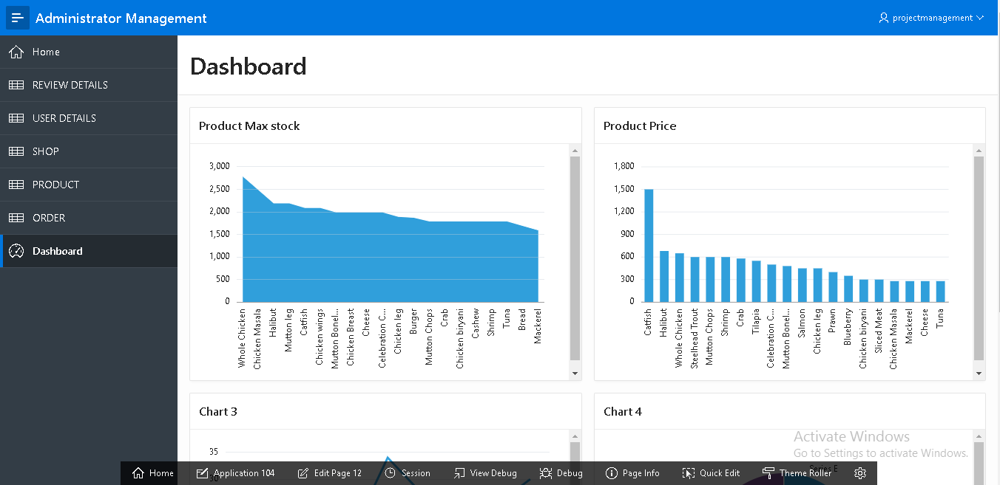 Administrator Management
projectmanagement
Home
REVIEW DETAILS
USER DETAILS
SHOP
PRODUCT
ORDER
Dashboard
Dashboard
Product Max stock
3,000
2,500
2,000
1,500
1,000
500
0
Whole Chicken
Chicken Masala
Halibut
Mutton leg
Catfish
Chicken wings
Mutton Bonel...
Chicken Breast
Cheese
Celebration C...
Chicken leg
Burger
Mutton Chops
Crab
Chicken biryani
Cashew
Shrimp
Tuna
Bread
Mackerel
Product Price
1,800
1,500
1,200
900
600
300
0
Catfish
Halibut
Whole Chicken
Steelhead Trout
Mutton Chops
Shrimp
Crab
Tilapia
Celebration C...
Mutton Bonel...
Salmon
Chicken leg
Prawn
Blueberry
Chicken biryani
Sliced Meat
Chicken Masala
Mackerel
Cheese
Tuna
Chart 3
35
30
Chart 4
Series E
Activate Windows
Go to Settings to activate Windows.
Home
Application 104
Edit Page 12
Session
View Debug
Debug
Page Info
Quick Edit
Theme Roller